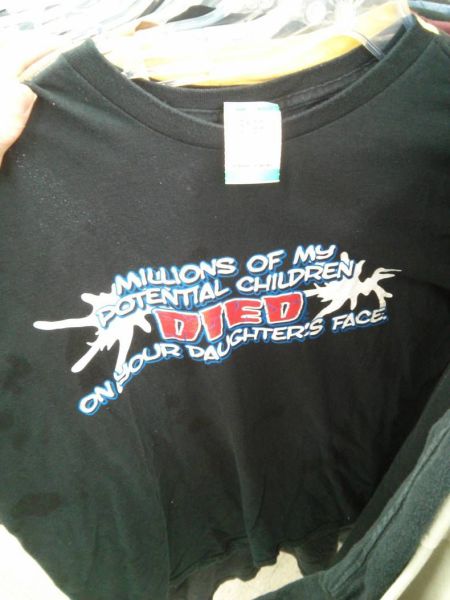 MILLIONS OF MY
POTENTIAL CHILDREN
DIED
ON YOUR DAUGHTER'S FACE.